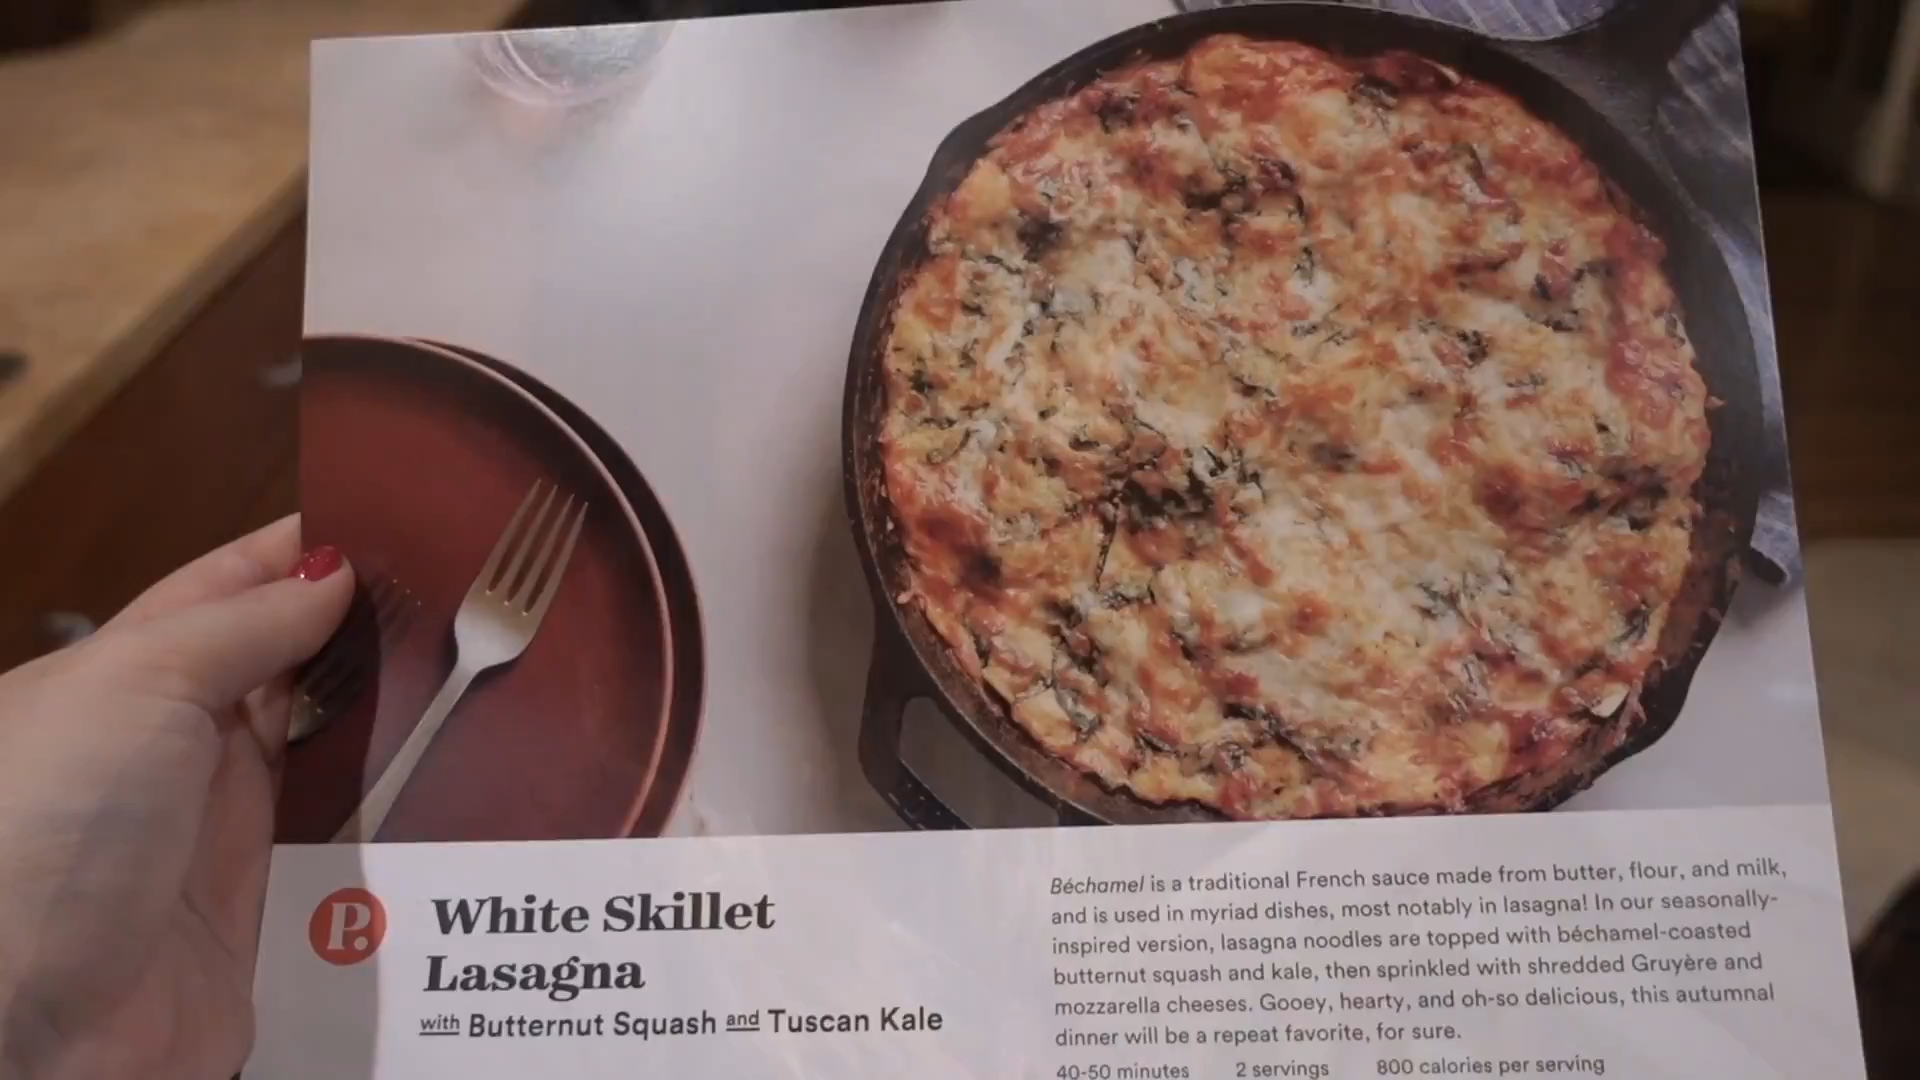 P.
White Skillet
Lasagna
with Butternut Squash and Tuscan Kale
Béchamel is a traditional French sauce made from butter, flour, and milk,
and is used in myriad dishes, most notably in lasagna! In our seasonally-
inspired version, lasagna noodles are topped with béchamel-coasted
butternut squash and kale, then sprinkled with shredded Gruyère and
mozzarella cheeses. Gooey, hearty, and oh-so delicious, this autumnal
dinner will be a repeat favorite, for sure.
40-50 minutes 2 servings 800 calories per serving